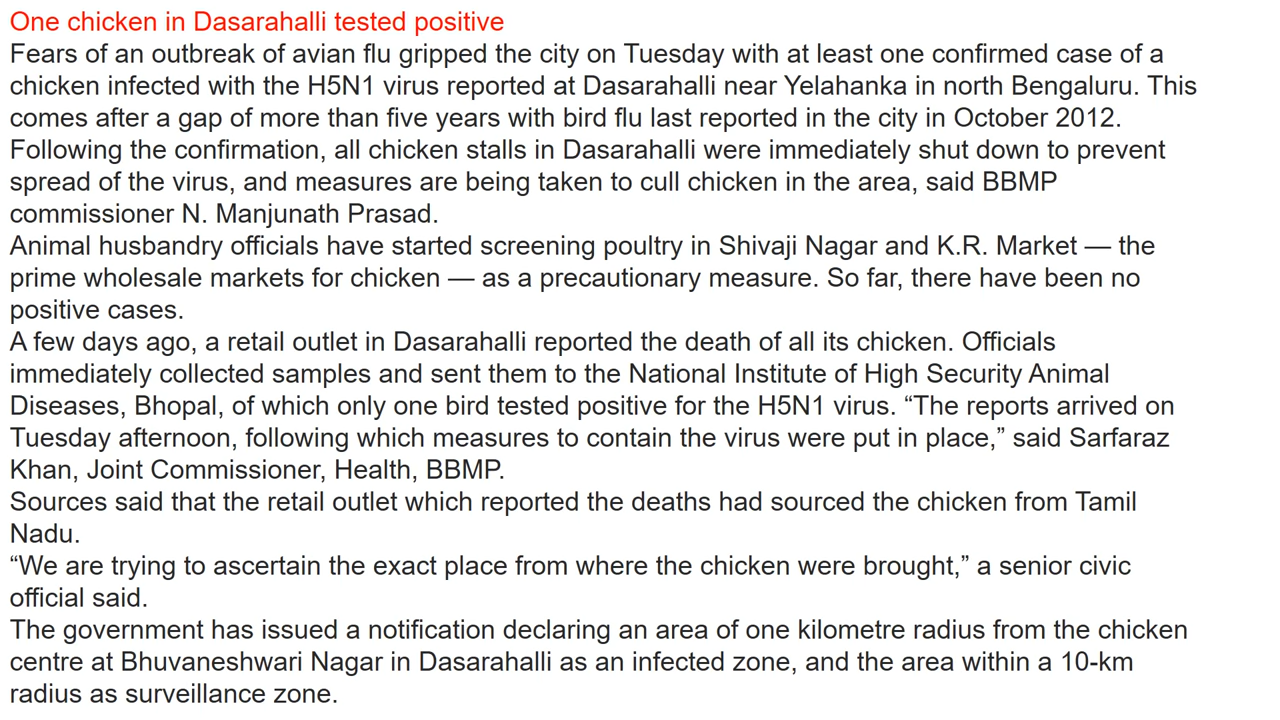 One chicken in Dasarahalli tested positive
Fears of an outbreak of avian flu gripped the city on Tuesday with at least one confirmed case of a
chicken infected with the H5N1 virus reported at Dasarahalli near Yelahanka in north Bengaluru. This
comes after a gap of more than five years with bird flu last reported in the city in October 2012.
Following the confirmation, all chicken stalls in Dasarahalli were immediately shut down to prevent
spread of the virus, and measures are being taken to cull chicken in the area, said BBMP
commissioner N. Manjunath Prasad.
Animal husbandry officials have started screening poultry in Shivaji Nagar and K.R. Market — the
prime wholesale markets for chicken — as a precautionary measure. So far, there have been no
positive cases.
A few days ago, a retail outlet in Dasarahalli reported the death of all its chicken. Officials
immediately collected samples and sent them to the National Institute of High Security Animal
Diseases, Bhopal, of which only one bird tested positive for the H5N1 virus. “The reports arrived on
Tuesday afternoon, following which measures to contain the virus were put in place,” said Sarfaraz
Khan, Joint Commissioner, Health, BBMP.
Sources said that the retail outlet which reported the deaths had sourced the chicken from Tamil
Nadu.
“We are trying to ascertain the exact place from where the chicken were brought,” a senior civic
official said.
The government has issued a notification declaring an area of one kilometre radius from the chicken
centre at Bhuvaneshwari Nagar in Dasarahalli as an infected zone, and the area within a 10-km
radius as surveillance zone.